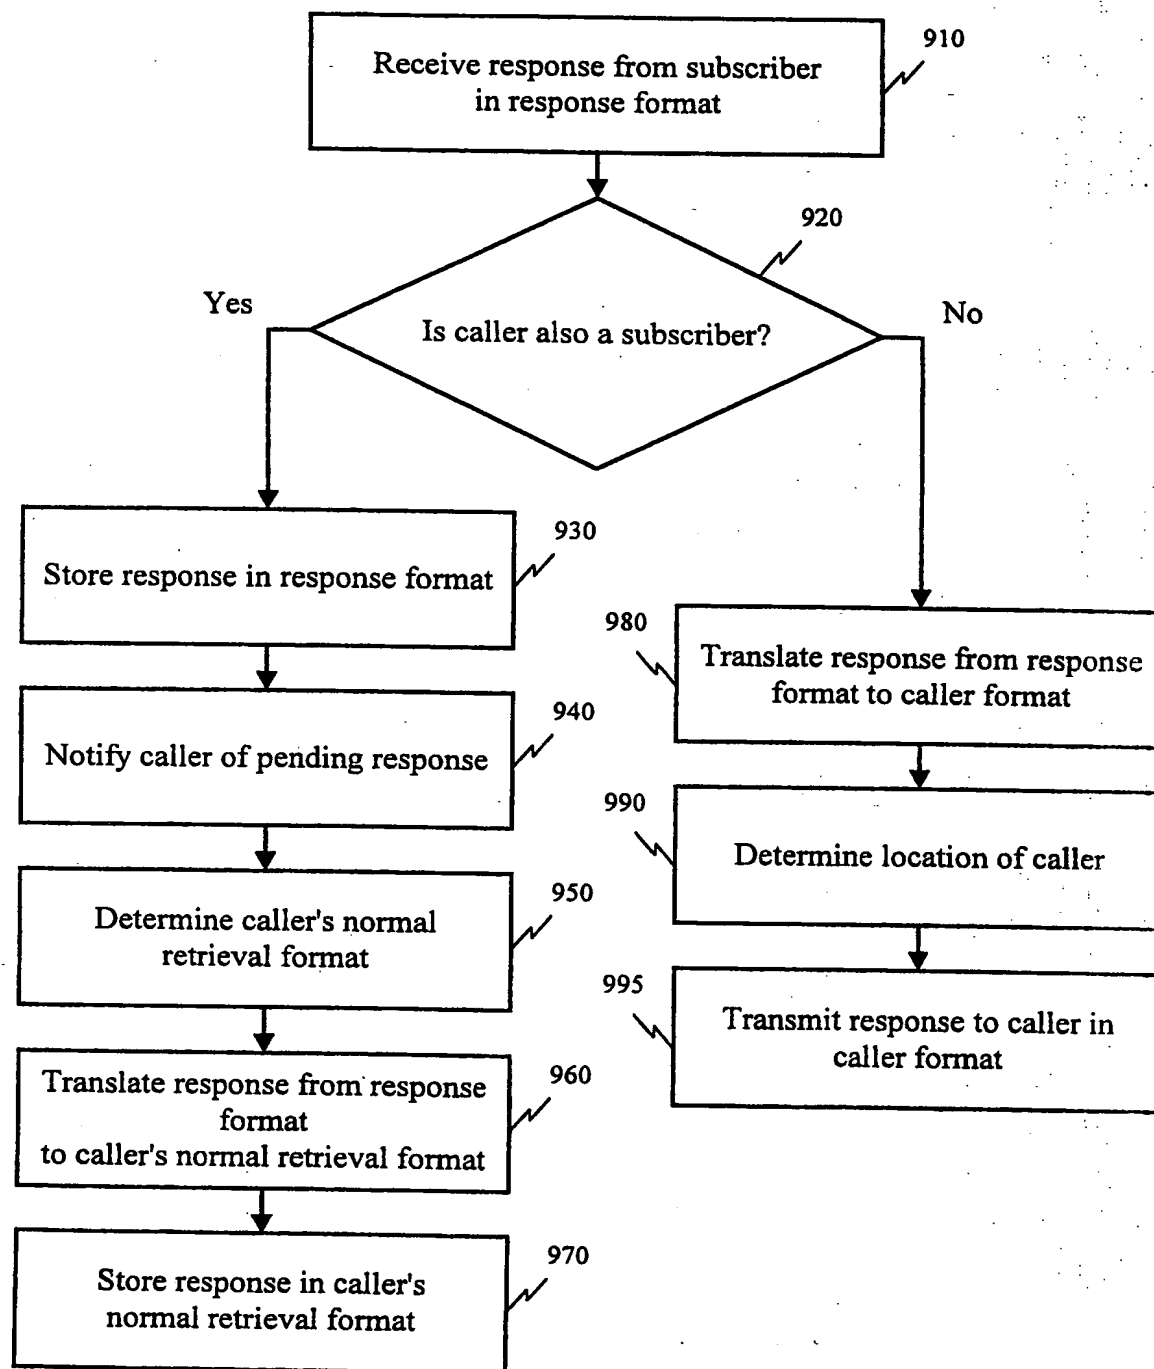 Receive response from subscriber
in response format
910
920
Yes
Is caller also a subscriber?
No
Store response in response format
930
Notify caller of pending response
940
Determine caller's normal
retrieval format
950
Translate response from response
format
to caller's normal retrieval format
960
Store response in caller's
normal retrieval format
970
980
Translate response from response
format to caller format
990
Determine location of caller
995
Transmit response to caller in
caller format